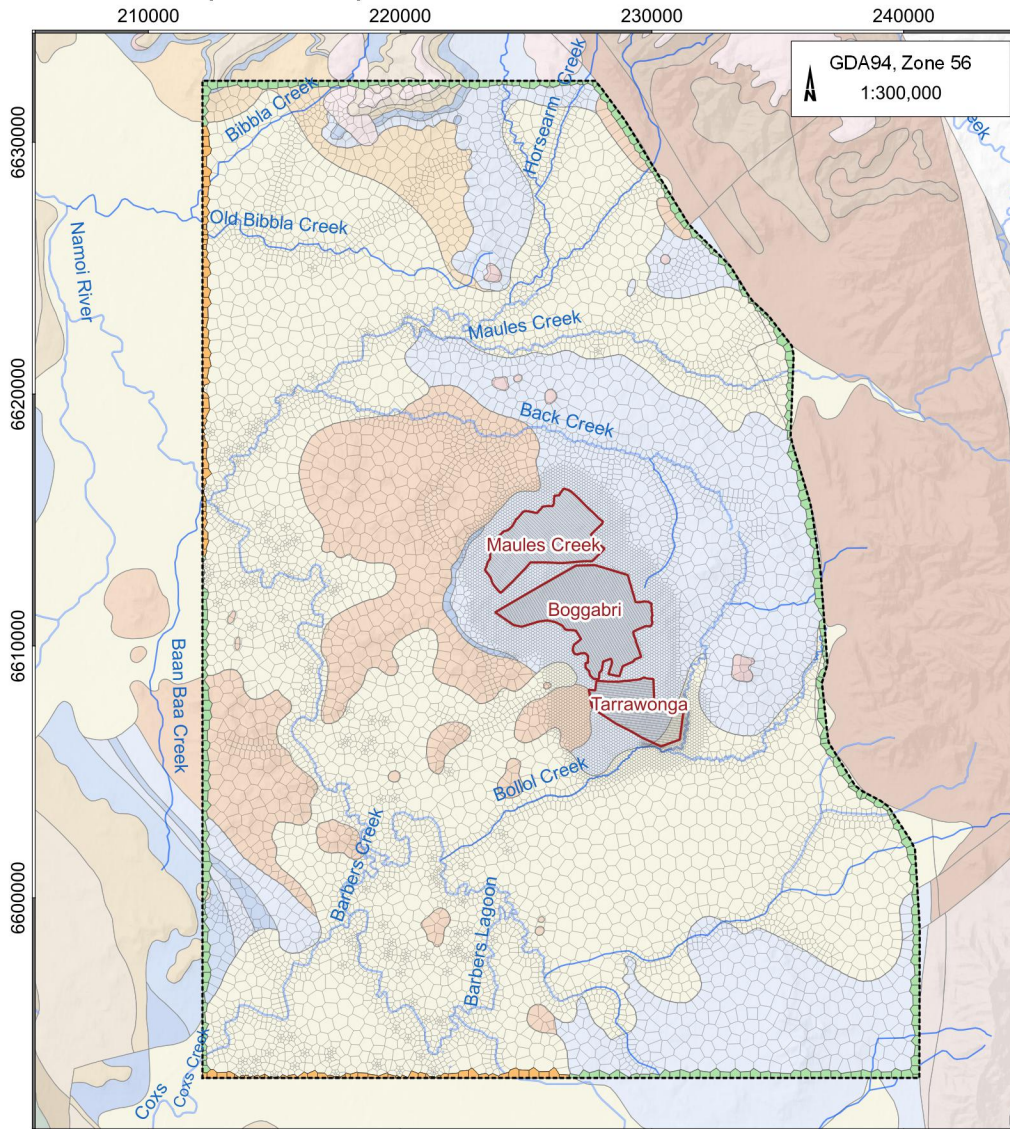 210000
220000
230000
240000
GDA94, Zone 56
N
1:300,000
eek
6630000
6620000
6610000
6600000
Bibbla Creek
Horsearm Creek
Old Bibbla Creek
Namoi River
Maules Creek
Back Creek
Maules Creek
Boggabri
Tarrawonga
Baan Baa Creek
Bollol Creek
Barbers Creek
Barbers Lagoon
Coxs
Coxs Creek